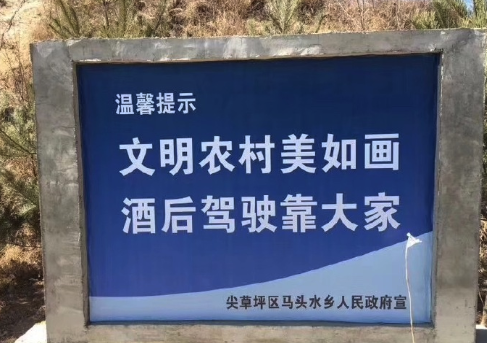 温馨提示
文明农村美如画
酒后驾驶靠大家
尖草坪区马头水乡人民政府宣